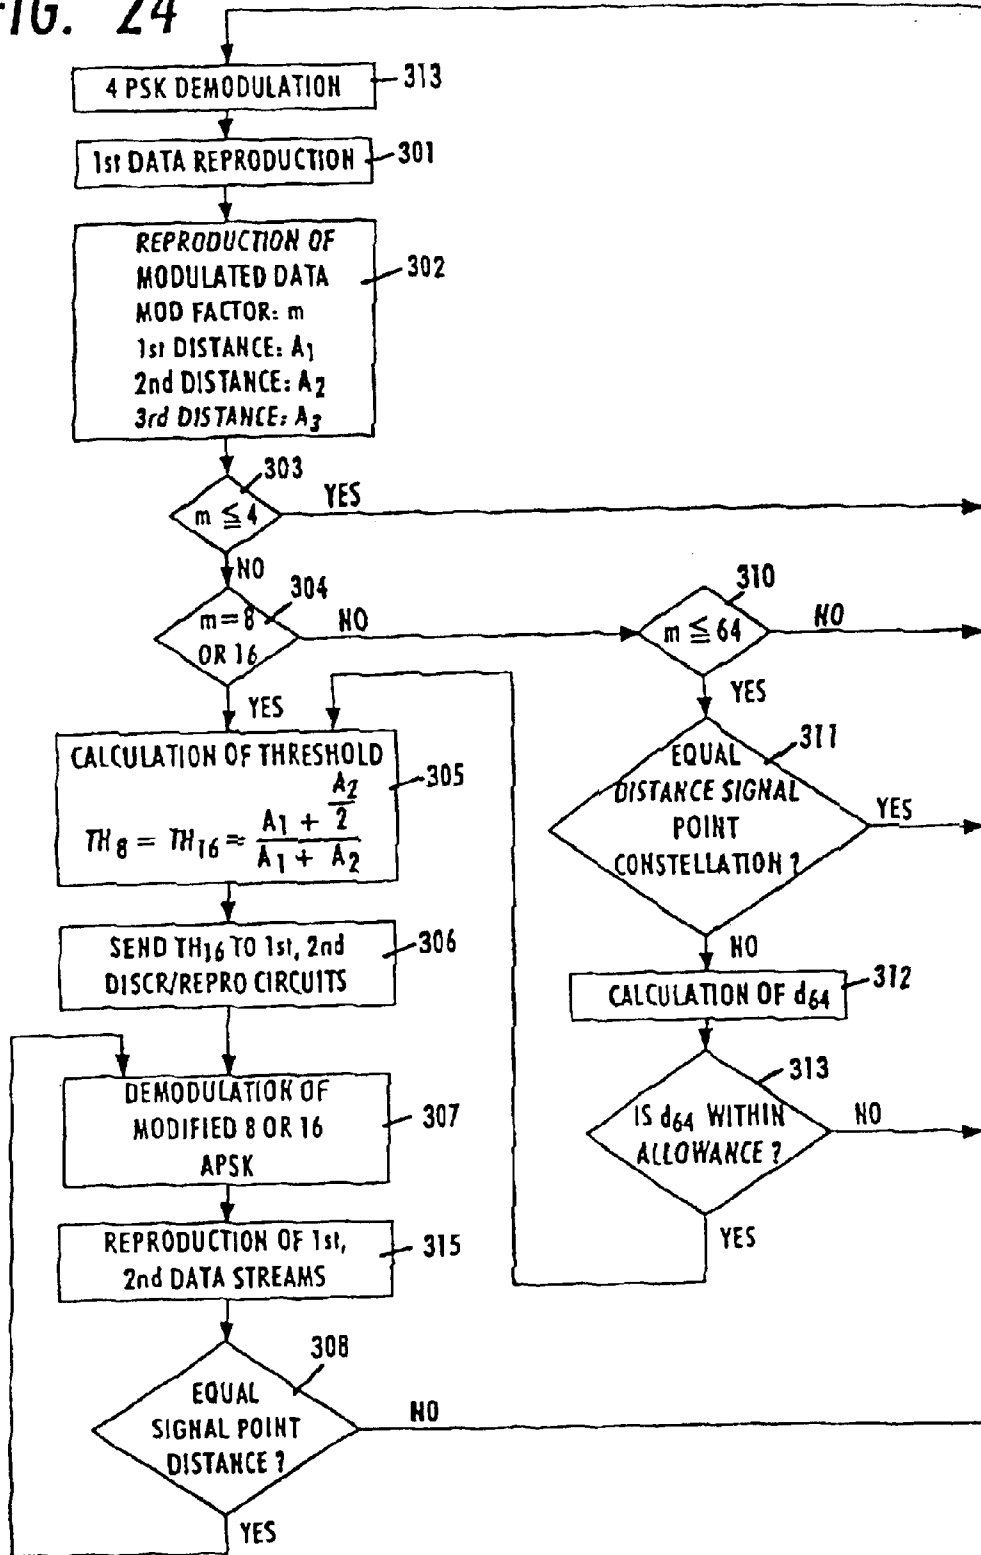 FIG. 24
4 PSK DEMODULATION
313
1st DATA REPRODUCTION
301
REPRODUCTION OF
MODULATED DATA
MOD FACTOR: m
1st DISTANCE: A1
2nd DISTANCE: A2
3rd DISTANCE: A3
302
303
m ≦ 4
YES
NO
304
m = 8
OR 16
NO
YES
310
m ≦ 64
NO
YES
CALCULATION OF THRESHOLD
TH8 = TH16 = (A1 + A2/2) / (A1 + A2)
305
311
EQUAL
DISTANCE SIGNAL
POINT
CONSTELLATION ?
YES
NO
SEND TH16 TO 1st, 2nd
DISCR/REPRO CIRCUITS
306
CALCULATION OF d64
312
DEMODULATION OF
MODIFIED 8 OR 16
APSK
307
313
IS d64 WITHIN
ALLOWANCE ?
NO
YES
REPRODUCTION OF 1st,
2nd DATA STREAMS
315
308
EQUAL
SIGNAL POINT
DISTANCE ?
NO
YES